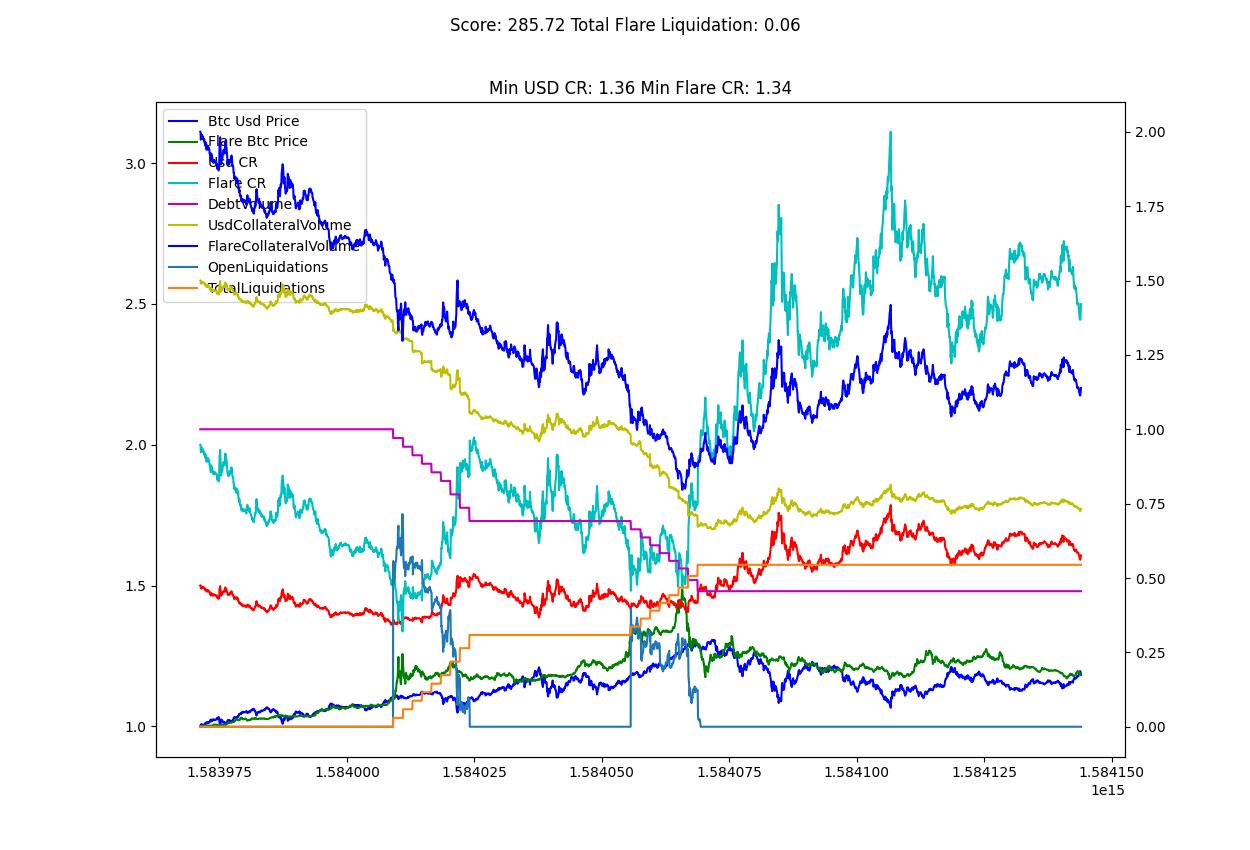 Score: 285.72 Total Flare Liquidation: 0.06
Min USD CR: 1.36 Min Flare CR: 1.34
Btc Usd Price
Flare Btc Price
Usd CR
Flare CR
DebtVolume
UsdCollateralVolume
FlareCollateralVolume
OpenLiquidations
TotalLiquidations
3.0
2.5
2.0
1.5
1.0
2.00
1.75
1.50
1.25
1.00
0.75
0.50
0.25
0.00
1.583975
1.584000
1.584025
1.584050
1.584075
1.584100
1.584125
1.584150
1e15